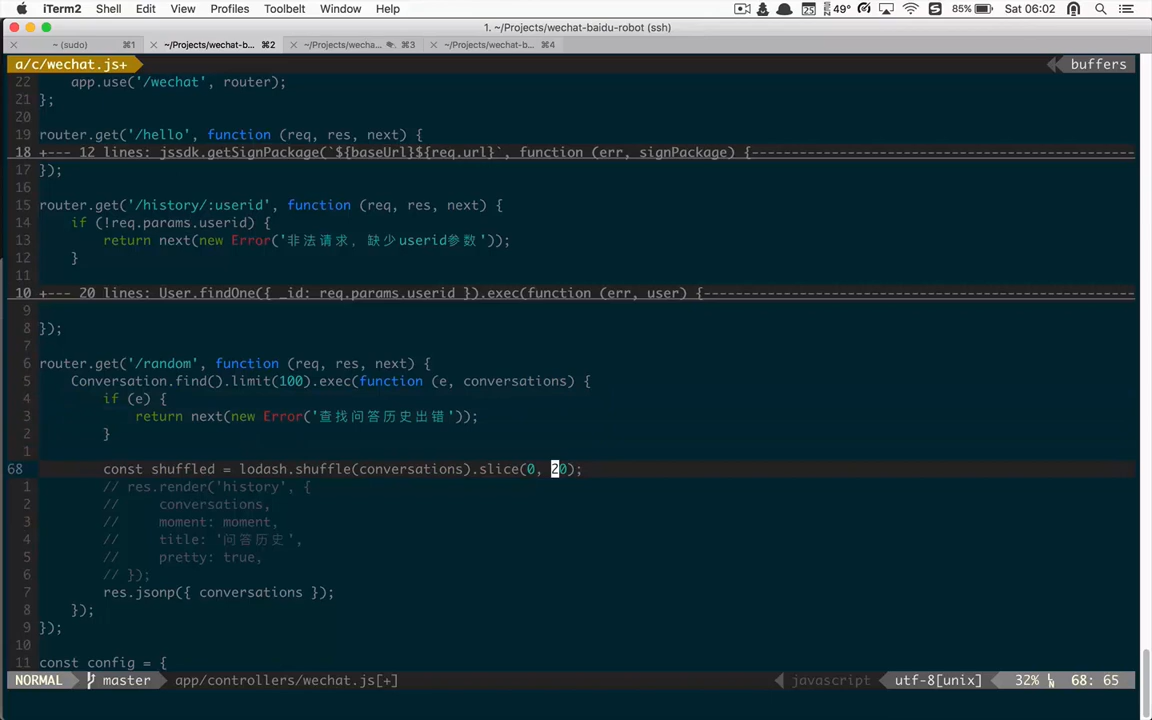 iTerm2 Shell Edit View Profiles Toolbelt Window Help 49° 85% Sat 06:02
1. ~/Projects/wechat-baidu-robot (ssh)
~ (sudo) ⌘1 ~/Projects/wechat-b... ⌘2 ~/Projects/wecha... ⌘3 ~/Projects/wechat-b... ⌘4
a/c/wechat.js+ buffers
22 app.use('/wechat', router);
21 };
20
19 router.get('/hello', function (req, res, next) {
18 +--- 12 lines: jssdk.getSignPackage(`${baseUrl}${req.url}`, function (err, signPackage) {---
17 });
16
15 router.get('/history/:userid', function (req, res, next) {
14 if (!req.params.userid) {
13 return next(new Error('非法请求, 缺少userid参数'));
12 }
11
10 +--- 20 lines: User.findOne({ _id: req.params.userid }).exec(function (err, user) {---
9
8 });
7
6 router.get('/random', function (req, res, next) {
5 Conversation.find().limit(100).exec(function (e, conversations) {
4 if (e) {
3 return next(new Error('查找问答历史出错'));
2 }
1
68 const shuffled = lodash.shuffle(conversations).slice(0, 20);
1 // res.render('history', {
2 // conversations,
3 // moment: moment,
4 // title: '问答历史',
5 // pretty: true,
6 // });
7 res.jsonp({ conversations });
8 });
9 });
10
11 const config = {
NORMAL master app/controllers/wechat.js[+] javascript utf-8[unix] 32% 68: 65